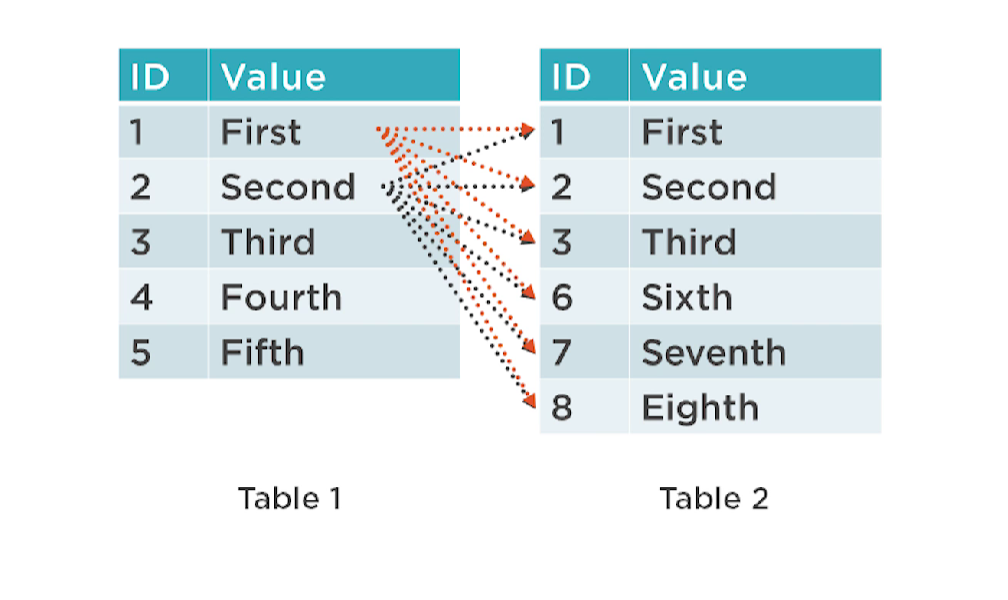 ID Value
1 First
2 Second
3 Third
4 Fourth
5 Fifth
Table 1
ID Value
1 First
2 Second
3 Third
6 Sixth
7 Seventh
8 Eighth
Table 2